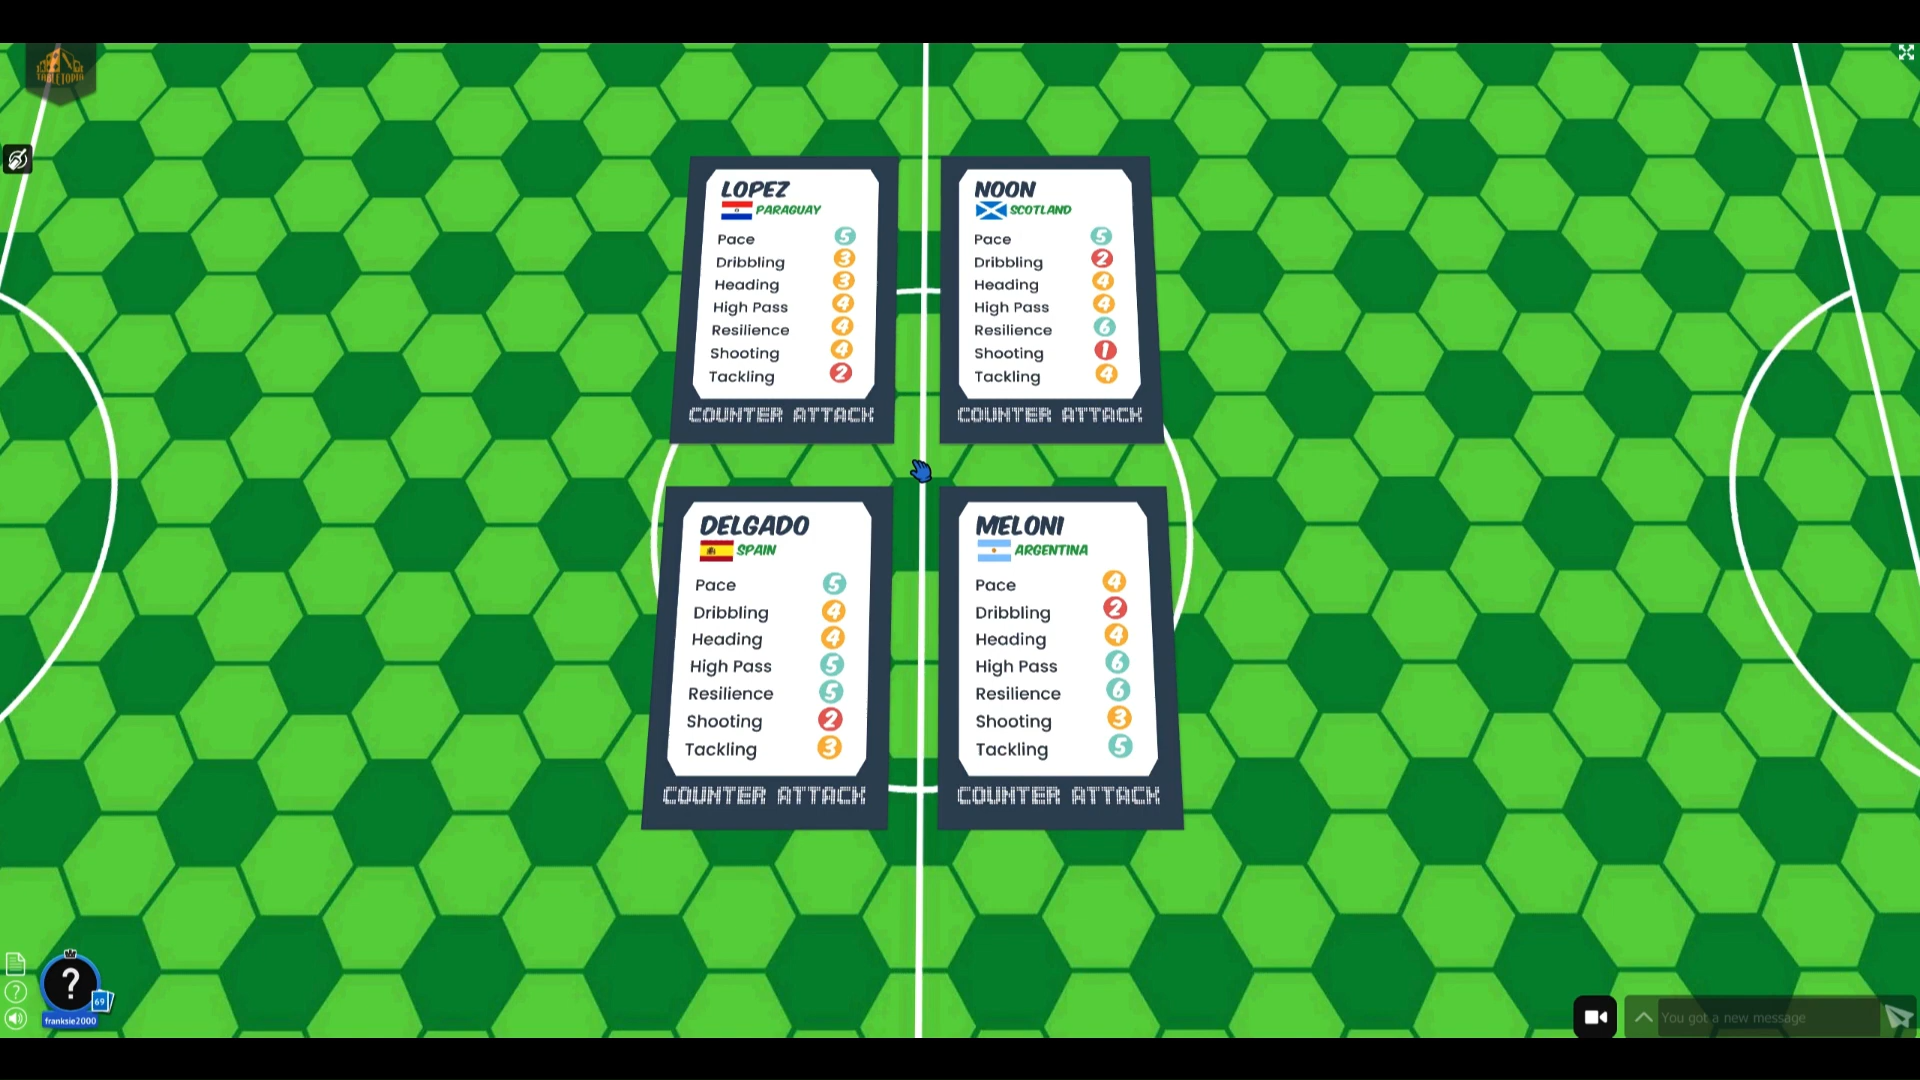 TABLETOPIA
LOPEZ
PARAGUAY
Pace 5
Dribbling 3
Heading 3
High Pass 4
Resilience 4
Shooting 4
Tackling 2
COUNTER ATTACK
NOON
SCOTLAND
Pace 5
Dribbling 2
Heading 4
High Pass 4
Resilience 6
Shooting 1
Tackling 4
COUNTER ATTACK
DELGADO
SPAIN
Pace 5
Dribbling 4
Heading 4
High Pass 5
Resilience 5
Shooting 2
Tackling 3
COUNTER ATTACK
MELONI
ARGENTINA
Pace 4
Dribbling 2
Heading 4
High Pass 6
Resilience 6
Shooting 3
Tackling 5
COUNTER ATTACK
?
?
69
franksie2000
You got a new message